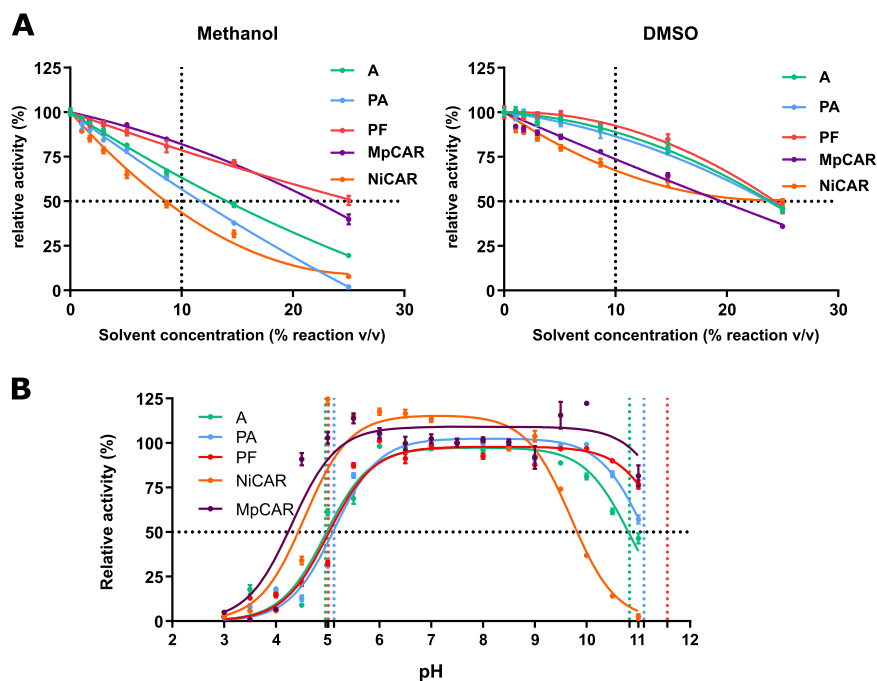 A
Methanol
DMSO
relative activity (%)
125
100
75
50
25
0
0
10
20
30
Solvent concentration (% reaction v/v)
A
PA
PF
MpCAR
NiCAR
relative activity (%)
125
100
75
50
25
0
0
10
20
30
Solvent concentration (% reaction v/v)
A
PA
PF
MpCAR
NiCAR
B
Relative activity (%)
125
100
75
50
25
0
2
3
4
5
6
7
8
9
10
11
12
pH
A
PA
PF
NiCAR
MpCAR